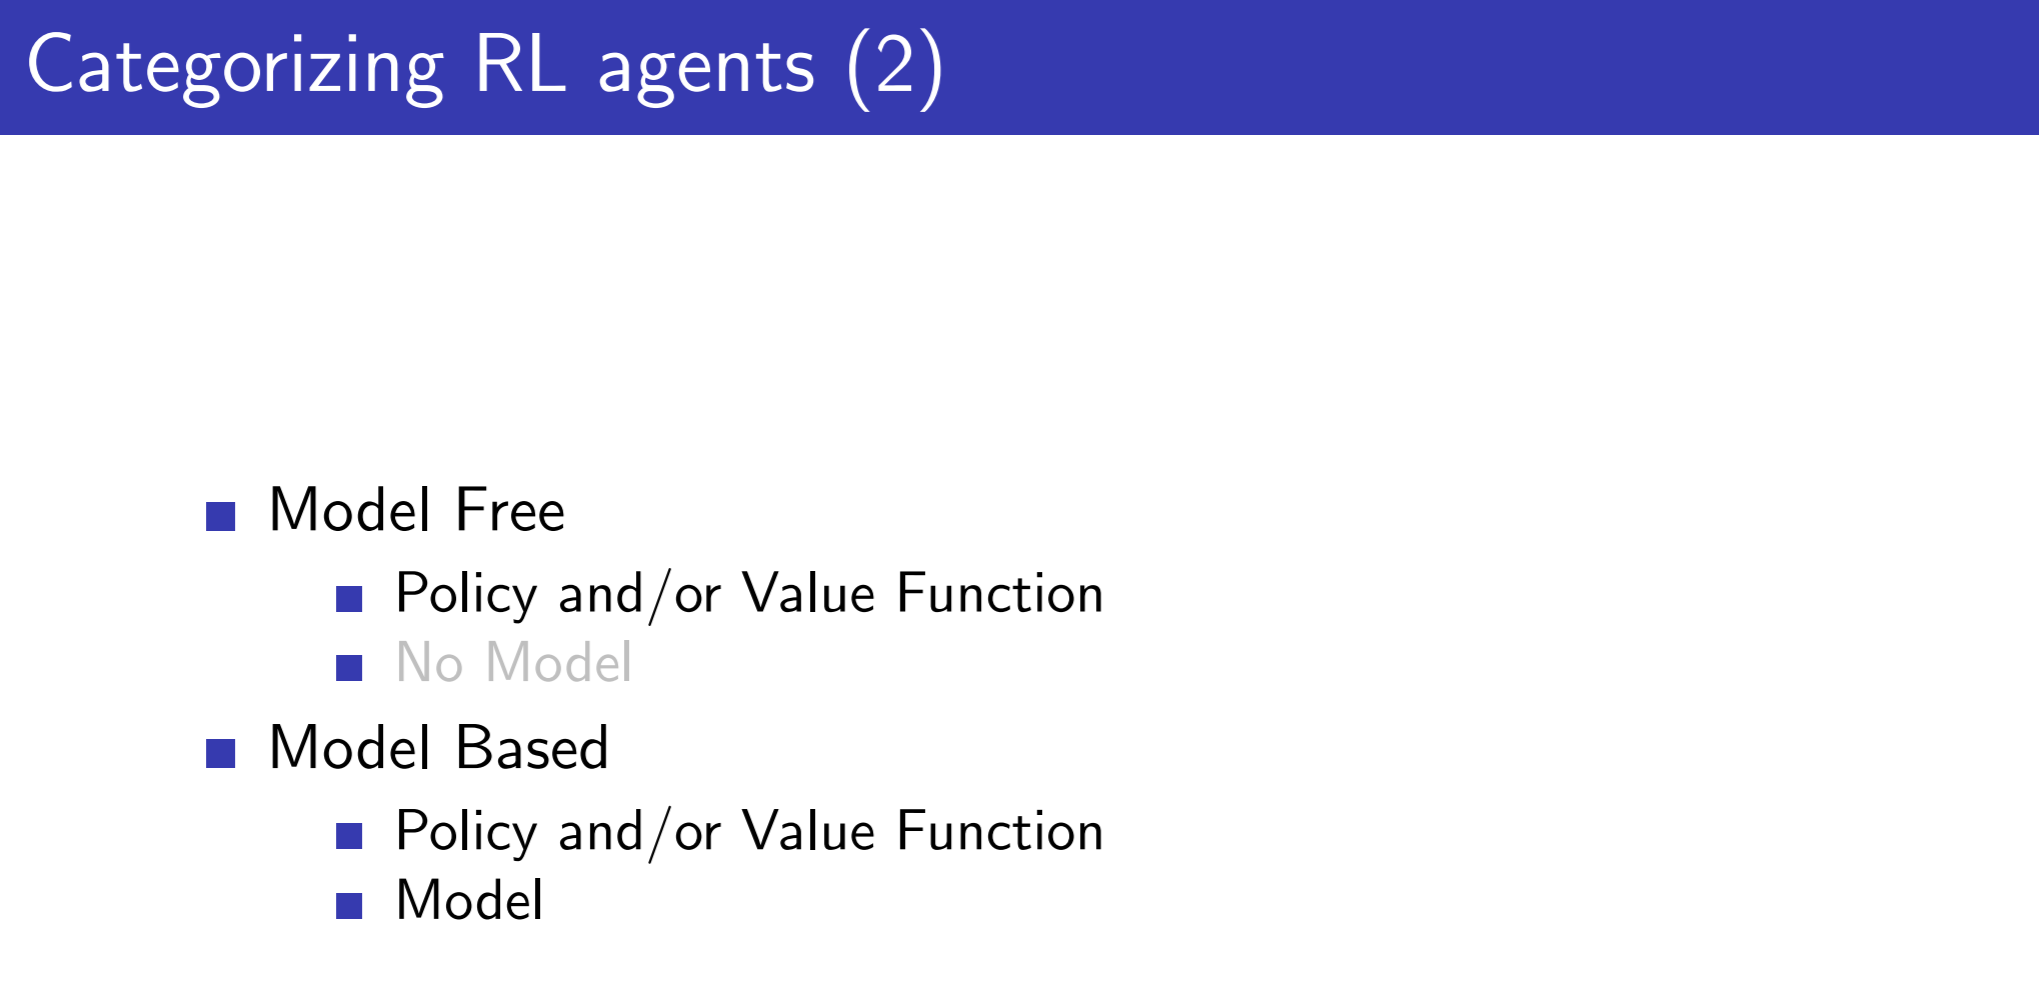 Categorizing RL agents (2)
Model Free
Policy and/or Value Function
No Model
Model Based
Policy and/or Value Function
Model